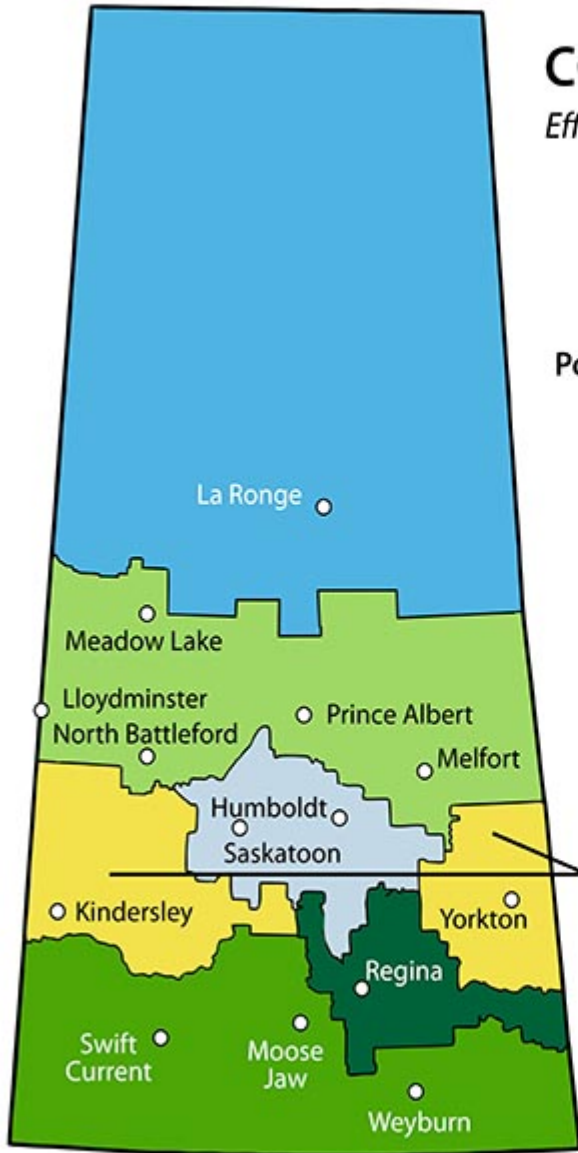 La Ronge
Meadow Lake
Lloydminster
North Battleford
Prince Albert
Melfort
Humboldt
Saskatoon
Kindersley
Yorkton
Regina
Swift
Current
Moose
Jaw
Weyburn